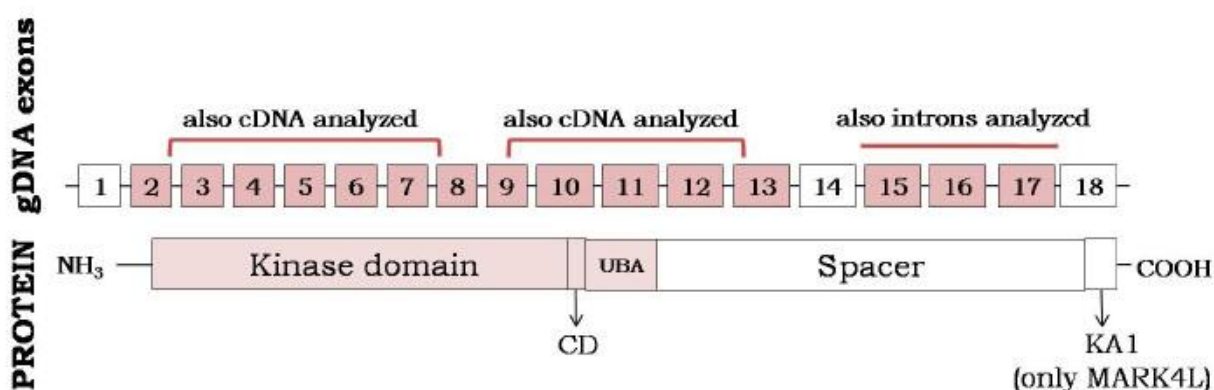 gDNA exons
also cDNA analyzed
also cDNA analyzed
also introns analyzed
1 2 3 4 5 6 7 8 9 10 11 12 13 14 15 16 17 18
PROTEIN
NH3
Kinase domain
UBA
Spacer
COOH
CD
KA1
(only MARK4L)